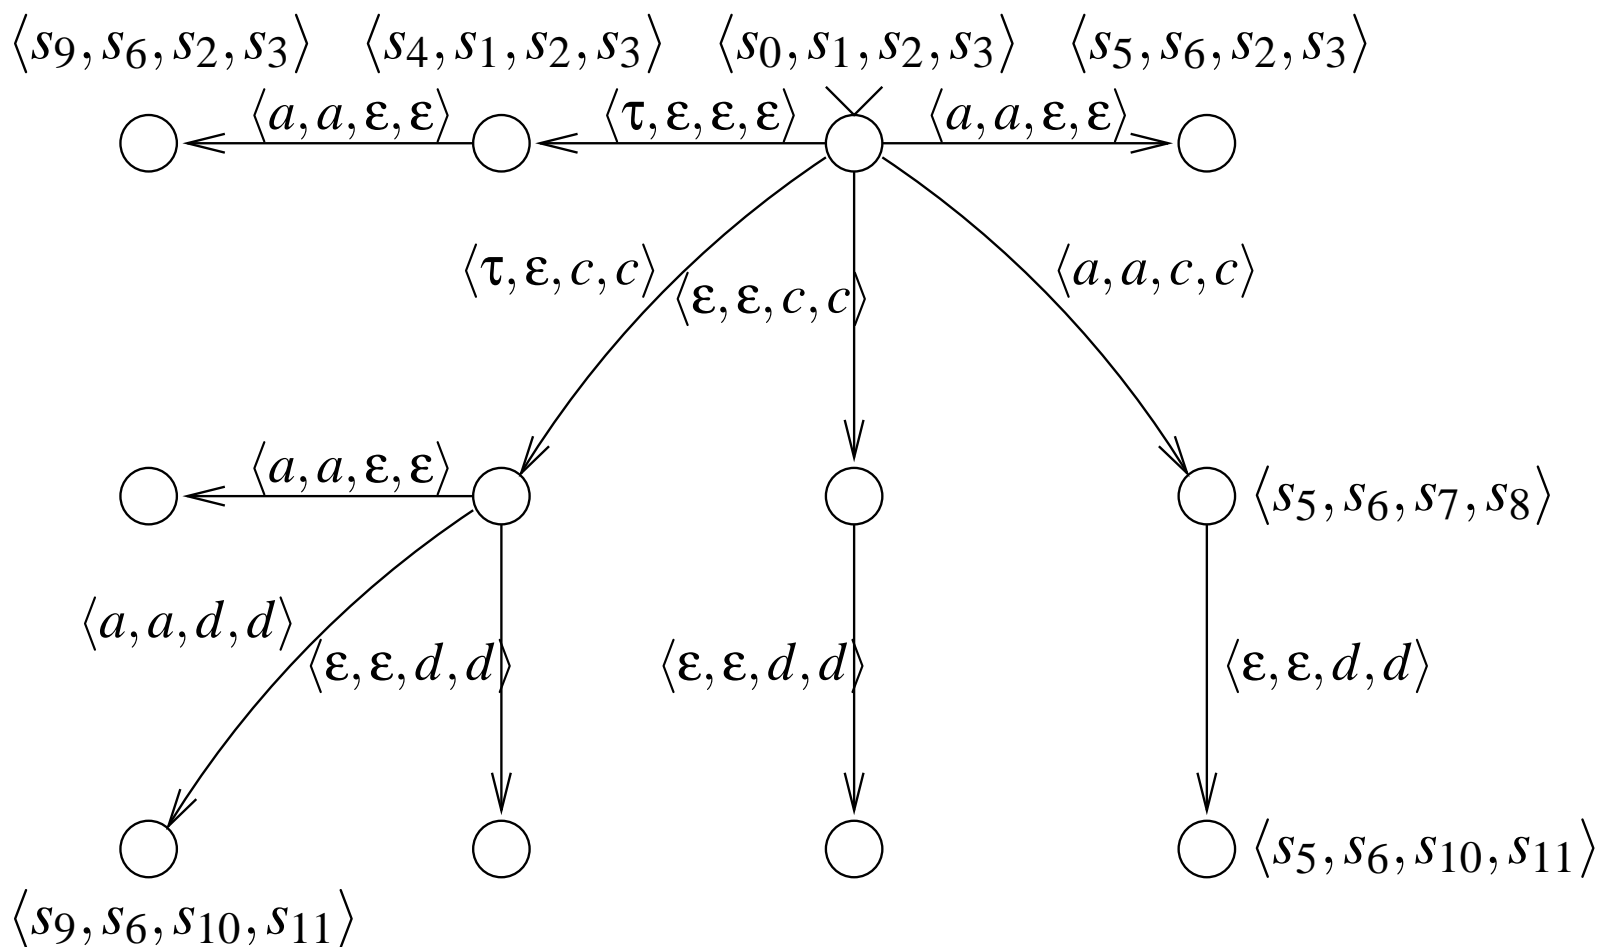 ⟨s₉, s₆, s₂, s₃⟩ ⟨s₄, s₁, s₂, s₃⟩ ⟨s₀, s₁, s₂, s₃⟩ ⟨s₅, s₆, s₂, s₃⟩
⟨a, a, ε, ε⟩ ⟨τ, ε, ε, ε⟩ ⟨a, a, ε, ε⟩
⟨τ, ε, c, c⟩ ⟨ε, ε, c, c⟩ ⟨a, a, c, c⟩
⟨a, a, ε, ε⟩ ⟨s₅, s₆, s₇, s₈⟩
⟨a, a, d, d⟩ ⟨ε, ε, d, d⟩ ⟨ε, ε, d, d⟩ ⟨ε, ε, d, d⟩
⟨s₅, s₆, s₁₀, s₁₁⟩
⟨s₉, s₆, s₁₀, s₁₁⟩